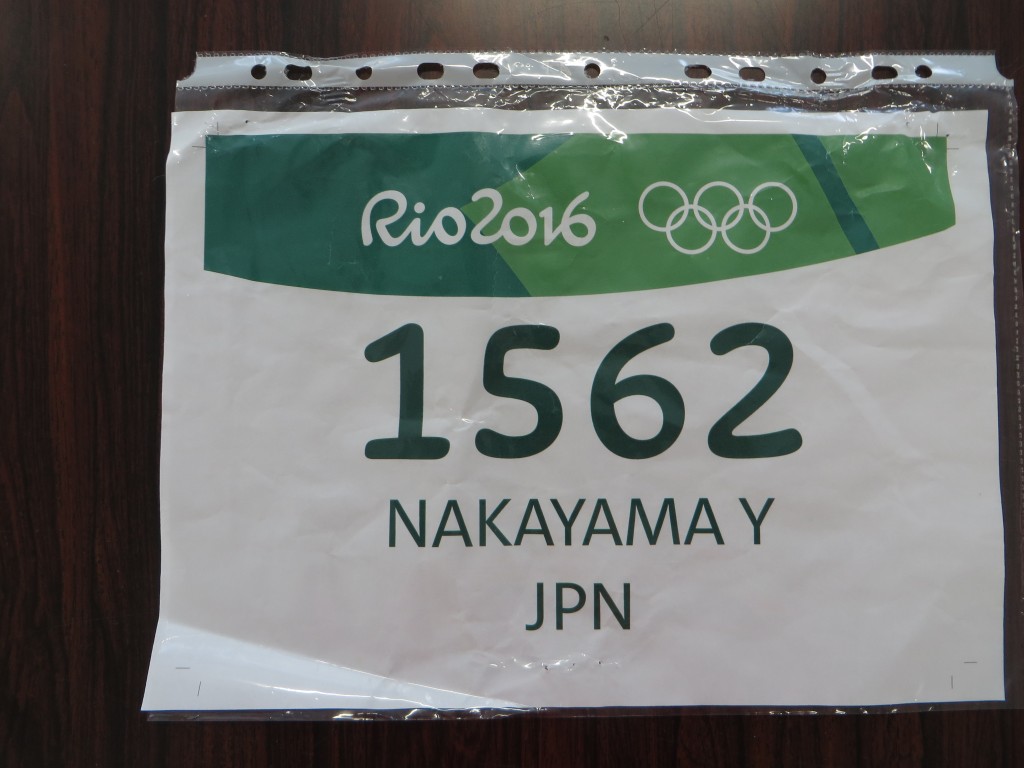 Rio2016
1562
NAKAYAMA Y
JPN